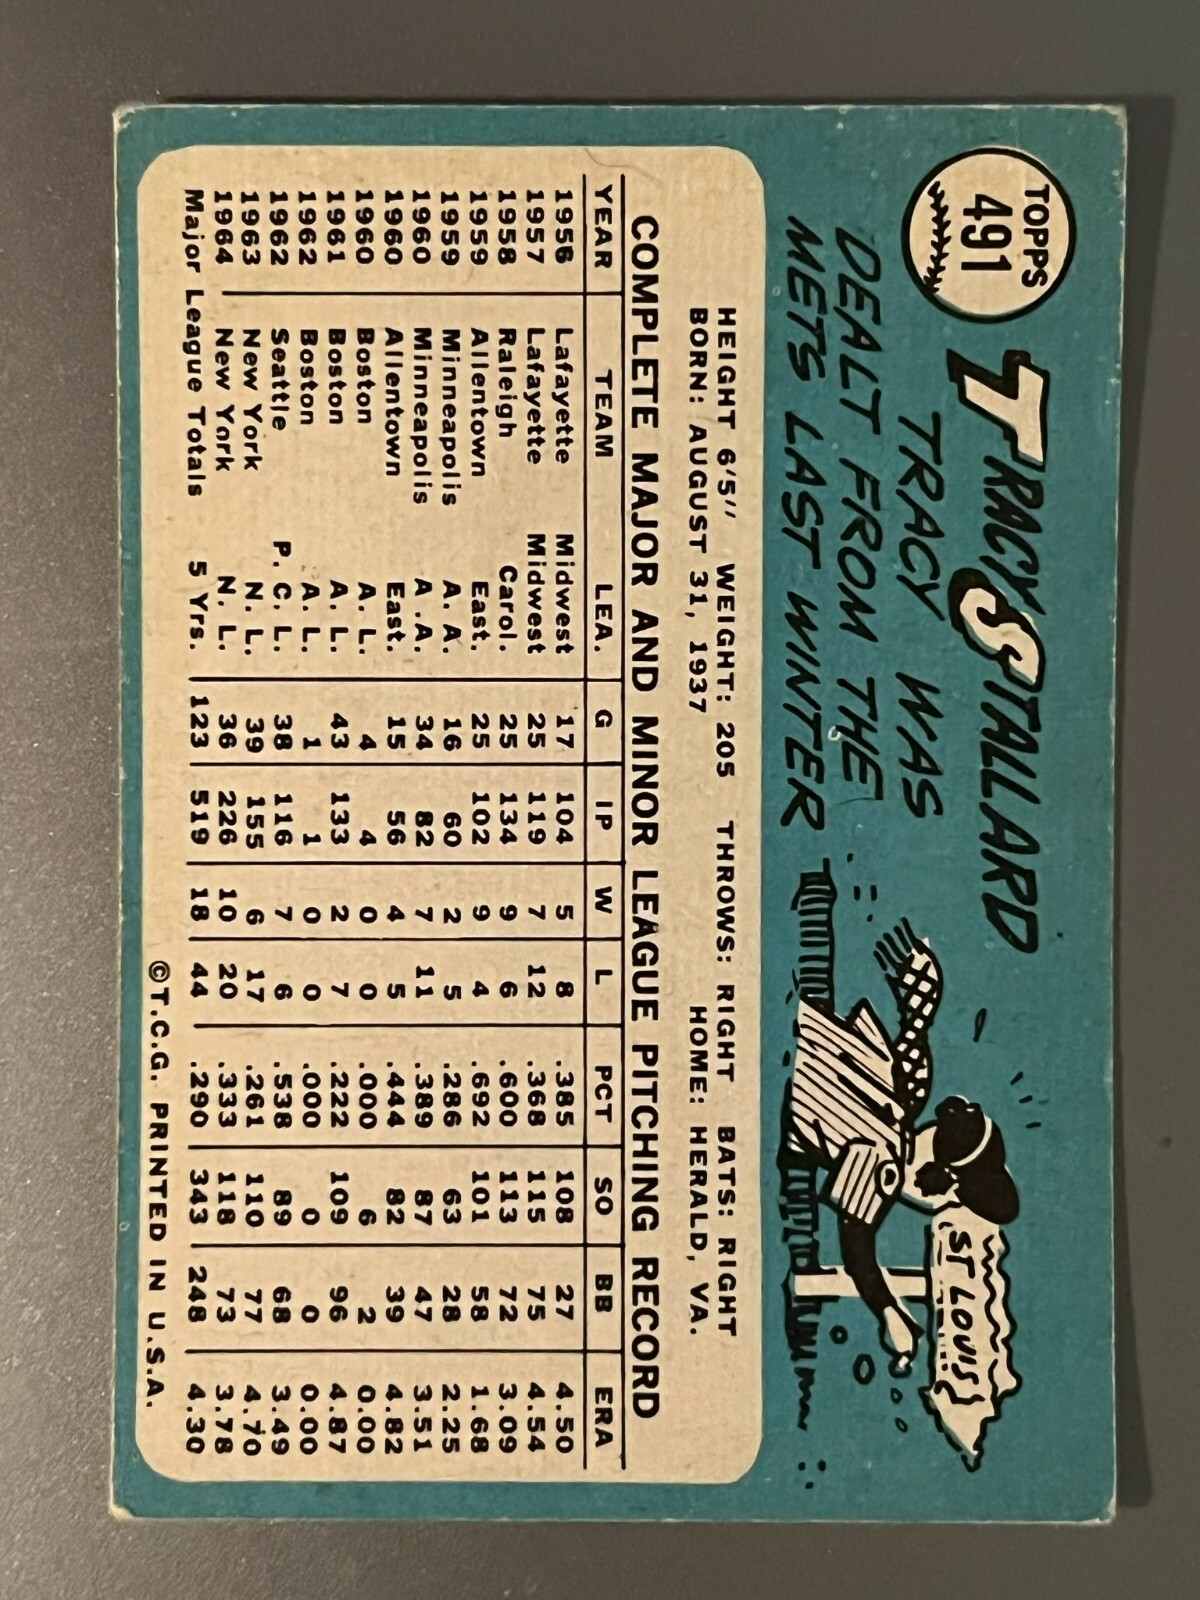 TOPPS
491
TRACY STALLARD
TRACY WAS
DEALT FROM THE
METS LAST WINTER
ST LOUIS
HEIGHT 6'5" WEIGHT: 205 THROWS: RIGHT BATS: RIGHT
BORN: AUGUST 31, 1937 HOME: HERALD, VA.
COMPLETE MAJOR AND MINOR LEAGUE PITCHING RECORD
YEAR TEAM LEA. G IP W L PCT SO BB ERA
1956 Lafayette Midwest 17 104 5 8 .385 108 27 4.50
1957 Lafayette Midwest 25 119 7 12 .368 115 75 4.54
1958 Raleigh Carol. 25 134 9 6 .600 113 72 3.09
1959 Allentown East. 25 102 9 4 .692 101 58 1.68
1959 Minneapolis A. A. 16 60 2 5 .286 63 28 2.25
1960 Minneapolis A. A. 34 82 7 11 .389 87 47 3.51
1960 Allentown East. 15 56 4 5 .444 82 39 4.82
1960 Boston A. L. 4 4 0 0 .000 6 2 0.00
1961 Boston A. L. 43 133 2 7 .222 109 96 4.87
1962 Boston A. L. 1 1 0 0 .000 0 0 0.00
1962 Seattle P. C. L. 38 116 7 6 .538 89 68 3.49
1963 New York N. L. 39 155 6 17 .261 110 77 4.70
1964 New York N. L. 36 226 10 20 .333 118 73 3.78
Major League Totals 5 Yrs. 123 519 18 44 .290 343 248 4.30
©T.C.G. PRINTED IN U.S.A.